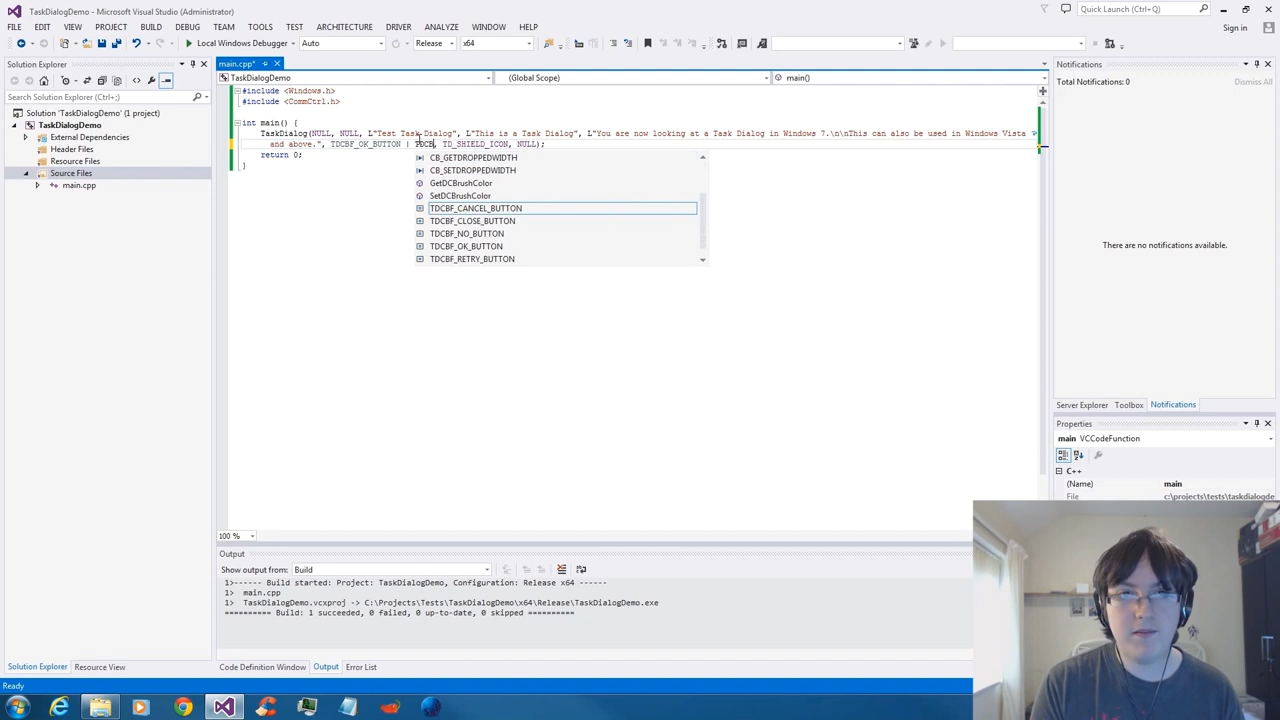 TaskDialogDemo - Microsoft Visual Studio (Administrator)
Quick Launch (Ctrl+Q)
FILE EDIT VIEW PROJECT BUILD DEBUG TEAM TOOLS TEST ARCHITECTURE DRIVER ANALYZE WINDOW HELP
Sign in
Local Windows Debugger Auto Release x64
Solution Explorer
main.cpp*
Notifications
TaskDialogDemo (Global Scope) main()
Total Notifications: 0 Dismiss All
Search Solution Explorer (Ctrl+;)
#include <Windows.h>
#include <CommCtrl.h>
Solution 'TaskDialogDemo' (1 project)
TaskDialogDemo
External Dependencies
Header Files
Resource Files
Source Files
main.cpp
int main() {
TaskDialog(NULL, NULL, L"Test Task Dialog", L"This is a Task Dialog", L"You are now looking at a Task Dialog in Windows 7.\n\nThis can also be used in Windows Vista
and above.", TDCBF_OK_BUTTON | TDCB, TD_SHIELD_ICON, NULL);
return 0;
}
CB_GETDROPPEDWIDTH
CB_SETDROPPEDWIDTH
GetDCBrushColor
SetDCBrushColor
TDCBF_CANCEL_BUTTON
TDCBF_CLOSE_BUTTON
TDCBF_NO_BUTTON
TDCBF_OK_BUTTON
TDCBF_RETRY_BUTTON
There are no notifications available.
Server Explorer Toolbox Notifications
Properties
main VCCodeFunction
C++
(Name) main
File c:\projects\tests\taskdialogde
100 %
Output
Show output from: Build
1>------ Build started: Project: TaskDialogDemo, Configuration: Release x64 ------
1> main.cpp
1> TaskDialogDemo.vcxproj -> C:\Projects\Tests\TaskDialogDemo\x64\Release\TaskDialogDemo.exe
========== Build: 1 succeeded, 0 failed, 0 up-to-date, 0 skipped ==========
Solution Explorer Resource View
Code Definition Window Output Error List
Ready